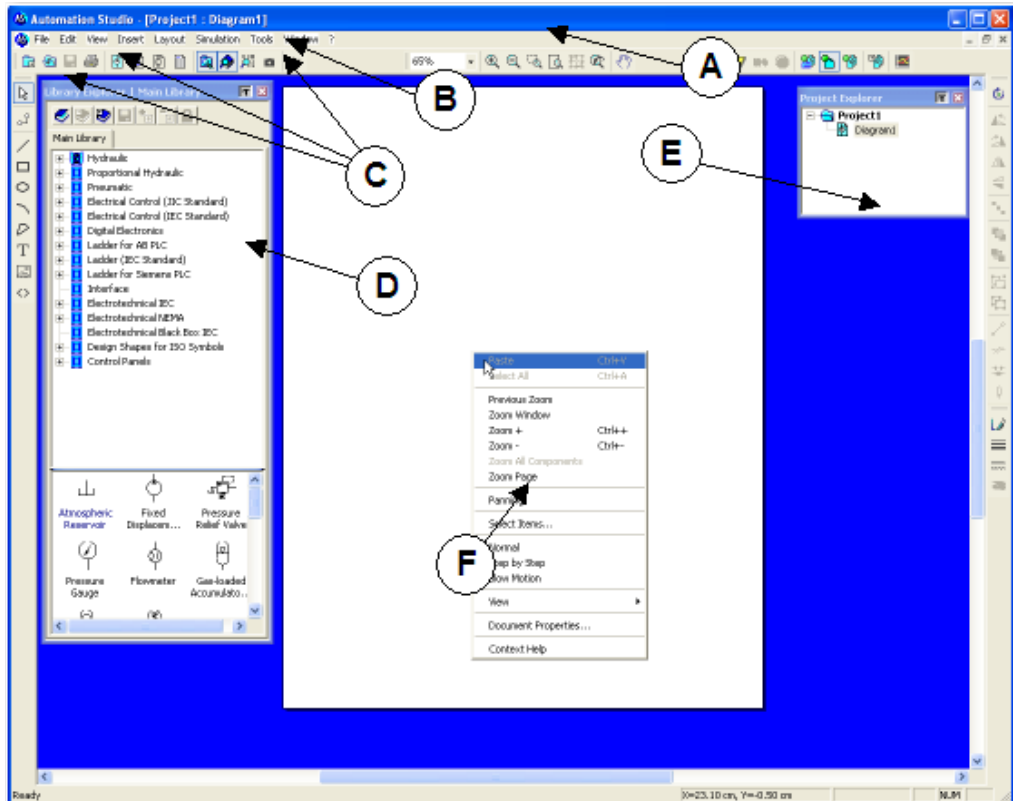 Automation Studio - [Project1 : Diagram1]
File Edit View Insert Layout Simulation Tools Window ?
65%
A
B
C
D
E
F
Library Explorer | Main Library
Main Library
Hydraulic
Proportional Hydraulic
Pneumatic
Electrical Control (JIC Standard)
Electrical Control (IEC Standard)
Digital Electronics
Ladder for AB PLC
Ladder (IEC Standard)
Ladder for Siemens PLC
Interface
Electrotechnical IEC
Electrotechnical NEMA
Electrotechnical Black Box IEC
Design Shapes for ISO Symbols
Control Panels
Atmospheric Reservoir
Fixed Displacem...
Pressure Relief Valve
Pressure Gauge
Flowmeter
Gas-loaded Accumulato...
Project Explorer
Project1
Diagram1
Paste Ctrl+V
Select All Ctrl+A
Previous Zoom
Zoom Window
Zoom + Ctrl++
Zoom - Ctrl+-
Zoom All Components
Zoom Page
Panning
Select Items...
Normal
Step by Step
Slow Motion
View
Document Properties...
Context Help
Ready
X=23.10 cm, Y=-0.50 cm
NUM